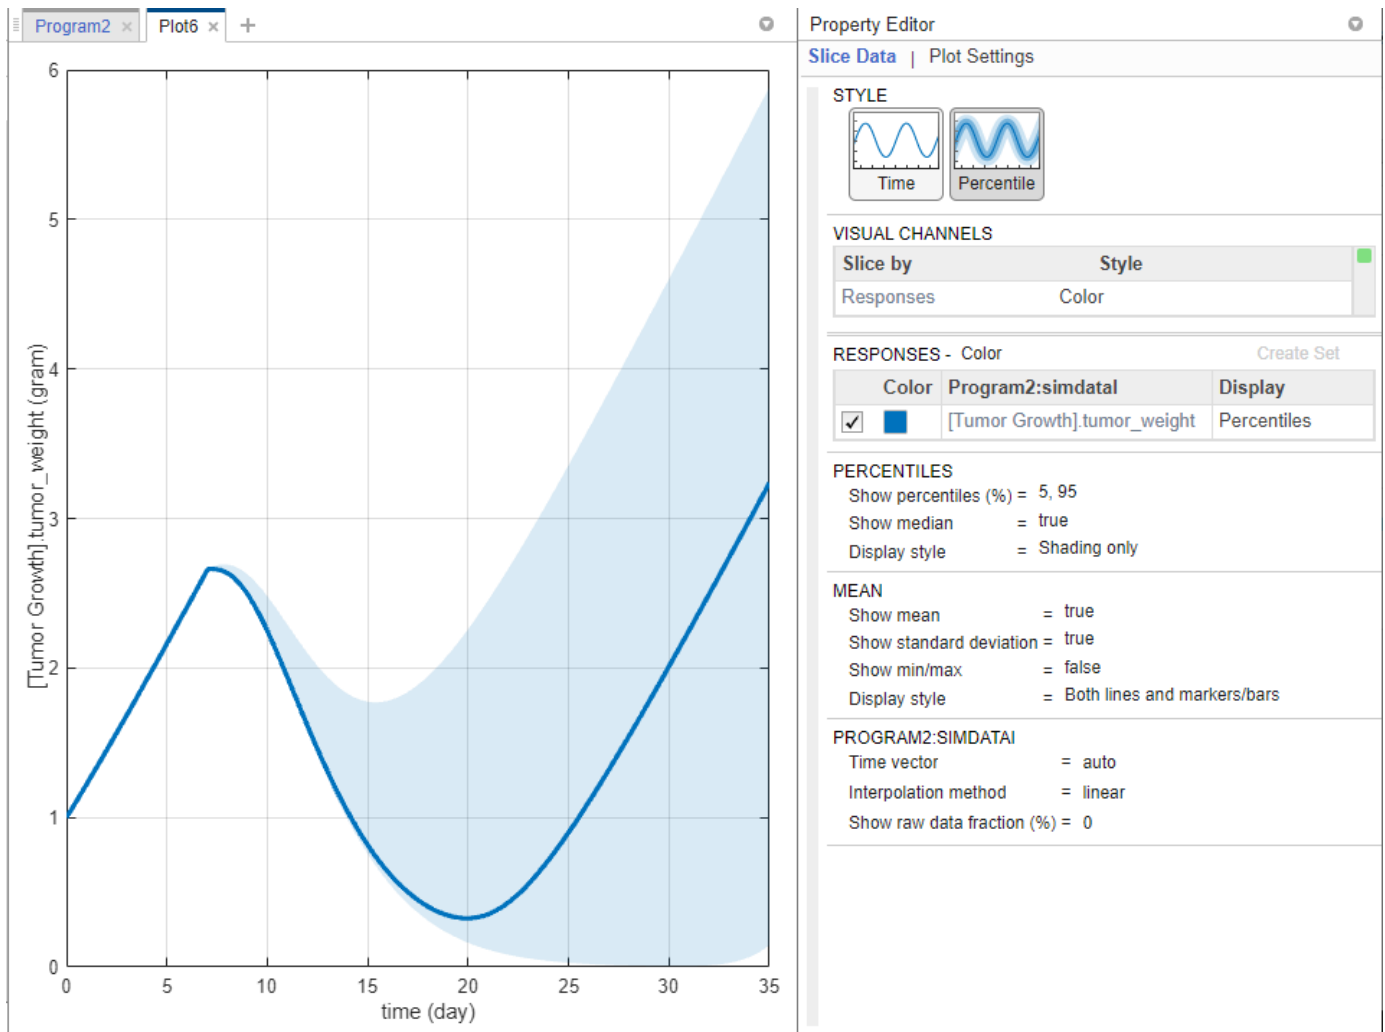 Program2 × Plot6 × +
Property Editor
Slice Data | Plot Settings
STYLE
Time
Percentile
VISUAL CHANNELS
Slice by Style
Responses Color
RESPONSES - Color Create Set
Color Program2:simdataI Display
[Tumor Growth].tumor_weight Percentiles
PERCENTILES
Show percentiles (%) = 5, 95
Show median = true
Display style = Shading only
MEAN
Show mean = true
Show standard deviation = true
Show min/max = false
Display style = Both lines and markers/bars
PROGRAM2:SIMDATAI
Time vector = auto
Interpolation method = linear
Show raw data fraction (%) = 0
[Tumor Growth].tumor_weight (gram)
6
5
4
3
2
1
0
0 5 10 15 20 25 30 35
time (day)